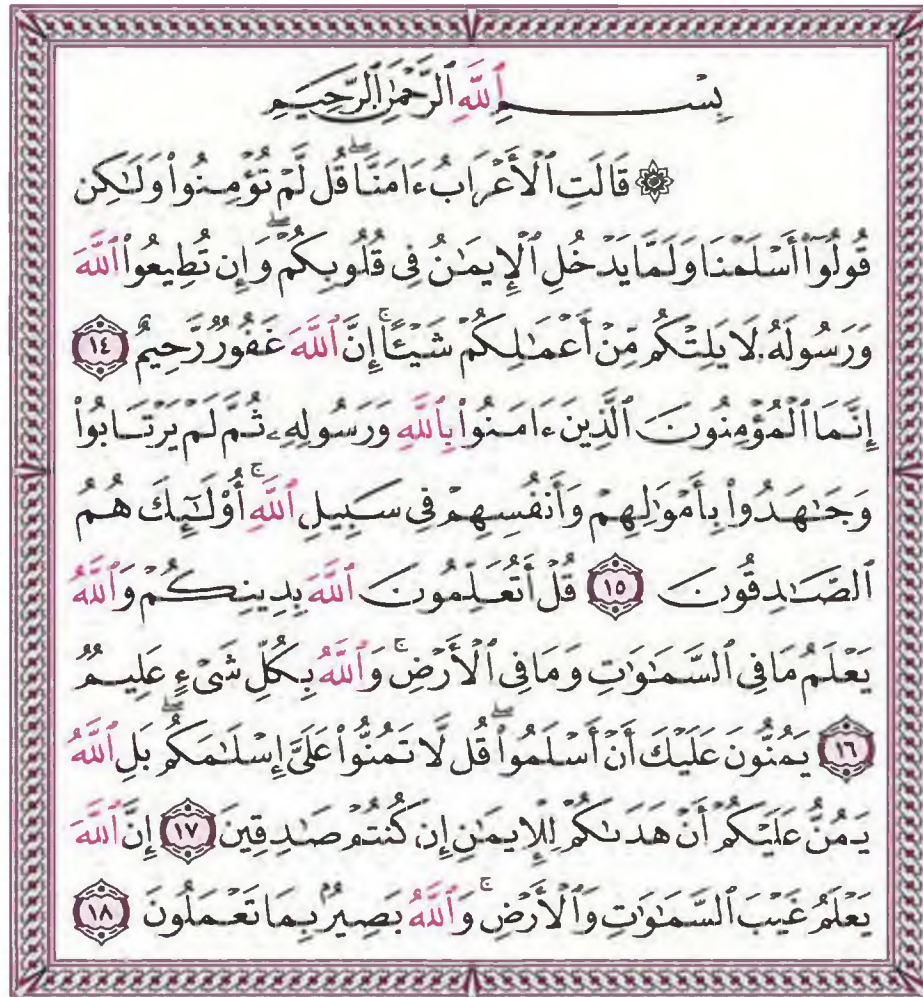 بِسْمِ ٱللَّهِ ٱلرَّحْمَٰنِ ٱلرَّحِيمِ
۞ قَالَتِ ٱلْأَعْرَابُ ءَامَنَّا ۖ قُل لَّمْ تُؤْمِنُوا۟ وَلَٰكِن
قُولُوٓا۟ أَسْلَمْنَا وَلَمَّا يَدْخُلِ ٱلْإِيمَٰنُ فِى قُلُوبِكُمْ ۖ وَإِن تُطِيعُوا۟ ٱللَّهَ
وَرَسُولَهُۥ لَا يَلِتْكُم مِّنْ أَعْمَٰلِكُمْ شَيْـًٔا ۚ إِنَّ ٱللَّهَ غَفُورٌ رَّحِيمٌ ١٤
إِنَّمَا ٱلْمُؤْمِنُونَ ٱلَّذِينَ ءَامَنُوا۟ بِٱللَّهِ وَرَسُولِهِۦ ثُمَّ لَمْ يَرْتَابُوا۟
وَجَٰهَدُوا۟ بِأَمْوَٰلِهِمْ وَأَنفُسِهِمْ فِى سَبِيلِ ٱللَّهِ ۚ أُو۟لَٰٓئِكَ هُمُ
ٱلصَّٰدِقُونَ ١٥ قُلْ أَتُعَلِّمُونَ ٱللَّهَ بِدِينِكُمْ وَٱللَّهُ
يَعْلَمُ مَا فِى ٱلسَّمَٰوَٰتِ وَمَا فِى ٱلْأَرْضِ ۚ وَٱللَّهُ بِكُلِّ شَىْءٍ عَلِيمٌ
١٦ يَمُنُّونَ عَلَيْكَ أَنْ أَسْلَمُوا۟ ۖ قُل لَّا تَمُنُّوا۟ عَلَىَّ إِسْلَٰمَكُم ۖ بَلِ ٱللَّهُ
يَمُنُّ عَلَيْكُمْ أَنْ هَدَىٰكُمْ لِلْإِيمَٰنِ إِن كُنتُمْ صَٰدِقِينَ ١٧ إِنَّ ٱللَّهَ
يَعْلَمُ غَيْبَ ٱلسَّمَٰوَٰتِ وَٱلْأَرْضِ ۚ وَٱللَّهُ بَصِيرٌۢ بِمَا تَعْمَلُونَ ١٨